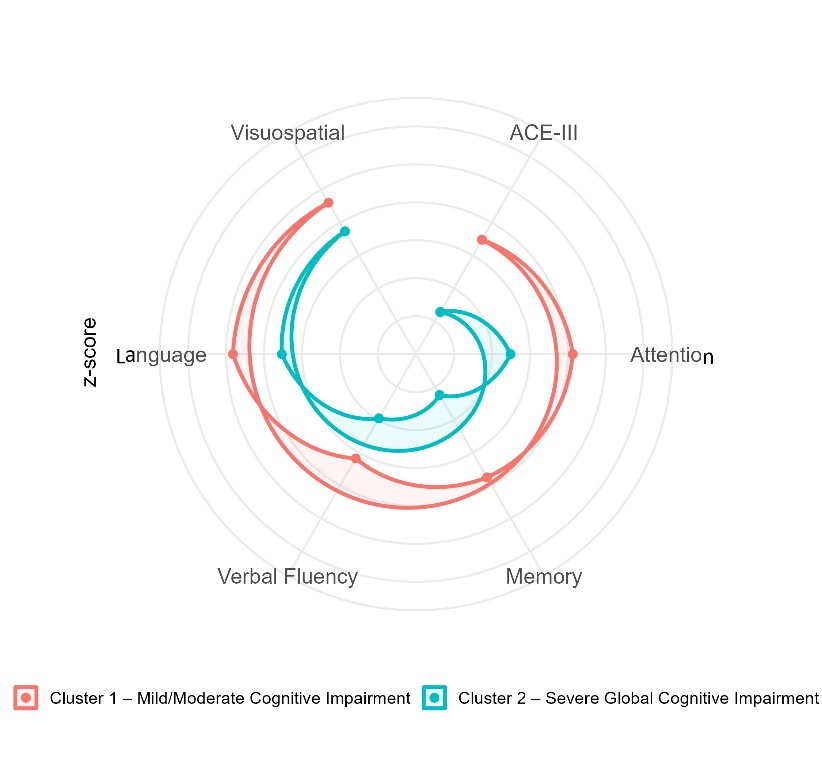 Visuospatial
ACE-III
z-score
Language
Attention
Verbal Fluency
Memory
Cluster 1 – Mild/Moderate Cognitive Impairment
Cluster 2 – Severe Global Cognitive Impairment